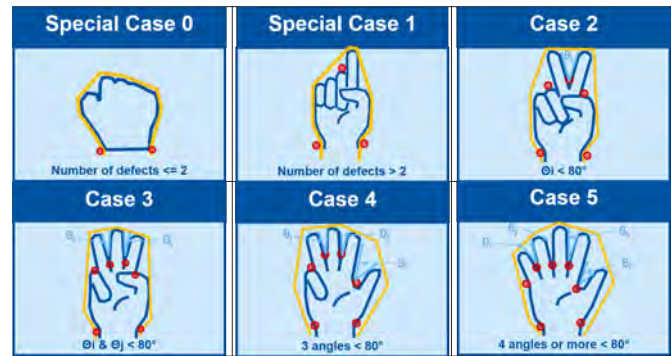 Special Case 0
Special Case 1
Case 2
Number of defects <= 2
Number of defects > 2
Θi < 80°
Case 3
Case 4
Case 5
Θi & Θj < 80°
3 angles < 80°
4 angles or more < 80°